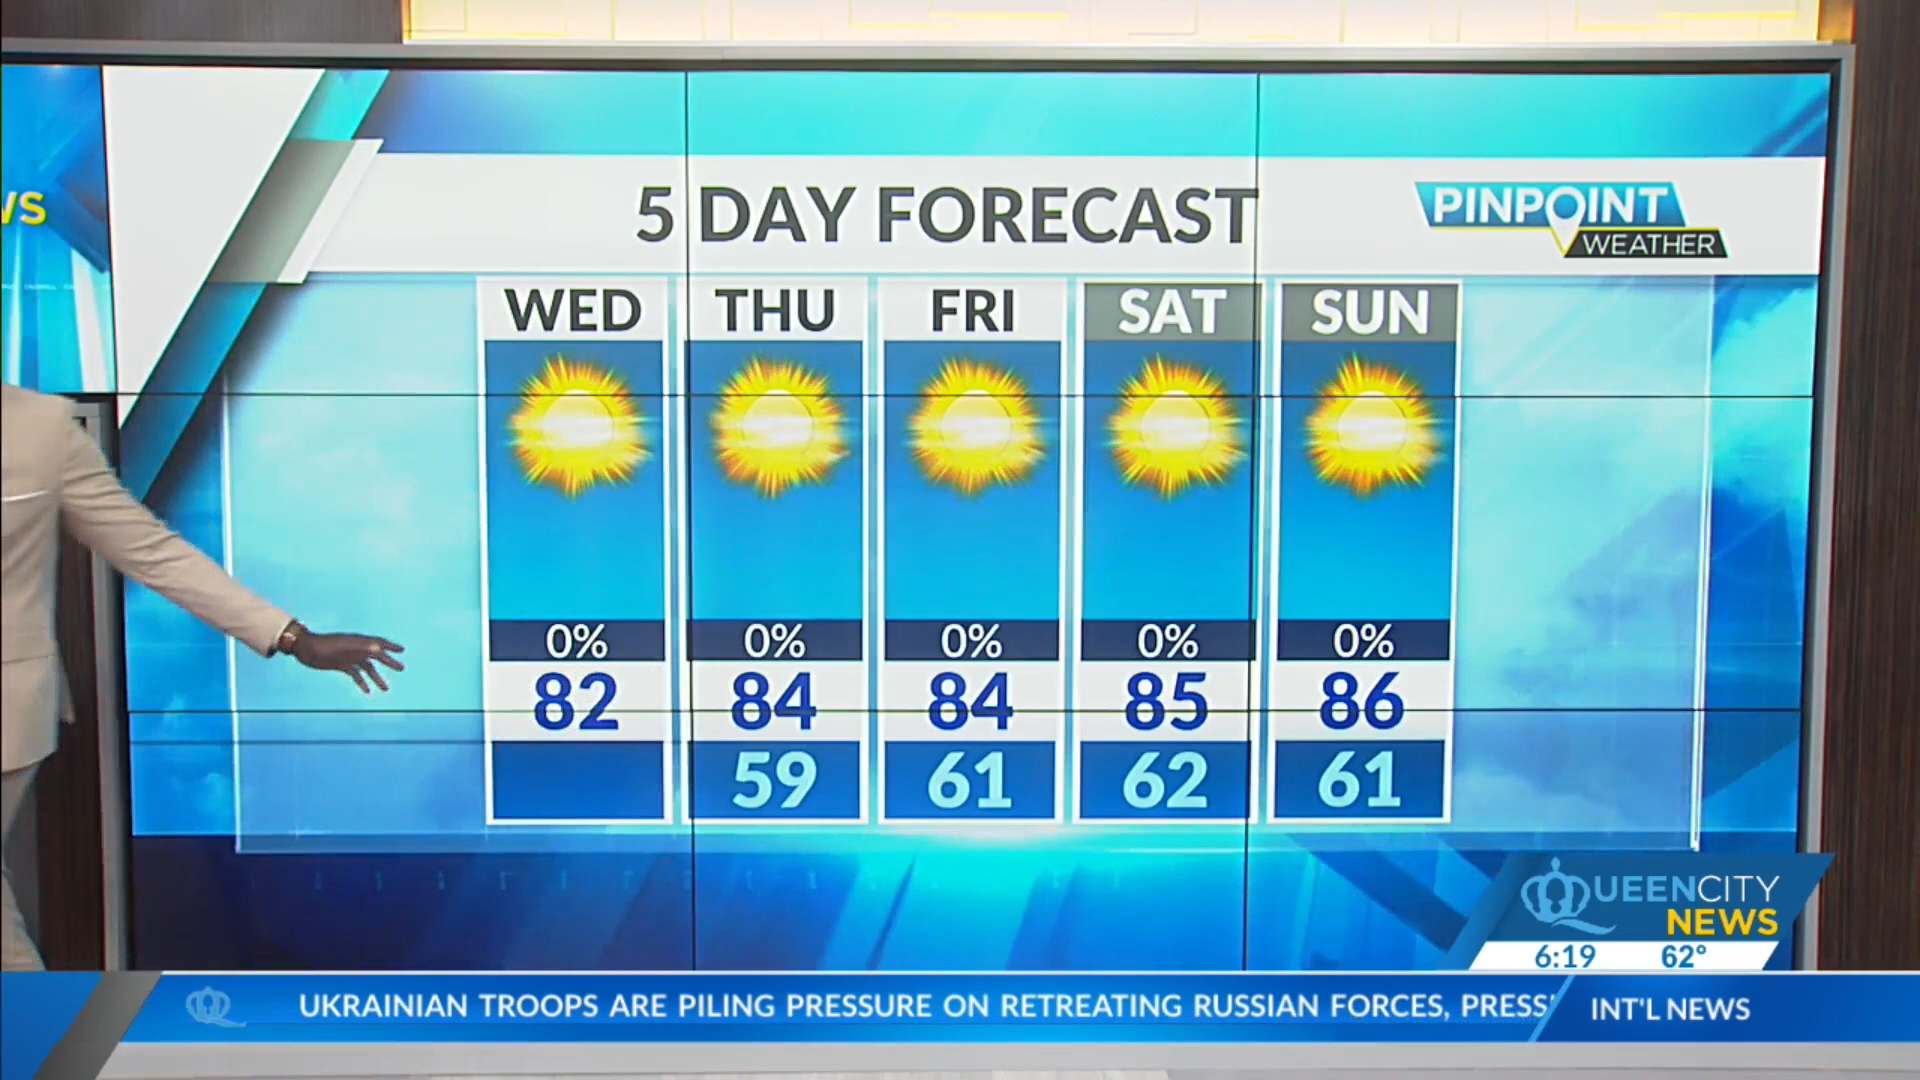 VS
5 DAY FORECAST
PINPOINT
WEATHER
WED THU FRI SAT SUN
0% 0% 0% 0% 0%
82 84 84 85 86
59 61 62 61
QUEENCITY
NEWS
6:19 62°
UKRAINIAN TROOPS ARE PILING PRESSURE ON RETREATING RUSSIAN FORCES, PRESS
INT'L NEWS